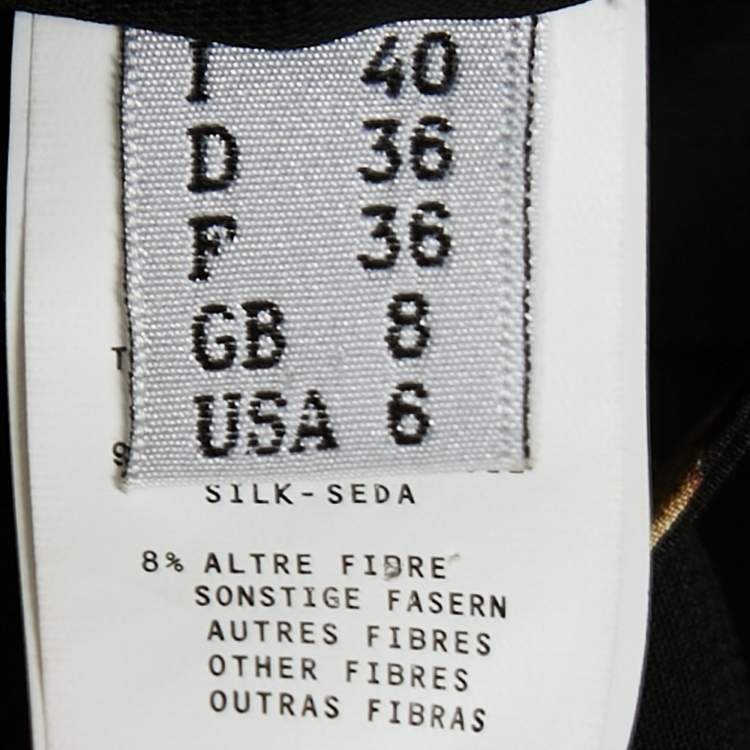 I 40
D 36
F 36
GB 8
USA 6
T
9
SILK-SEDA
8% ALTRE FIBRE
SONSTIGE FASERN
AUTRES FIBRES
OTHER FIBRES
OUTRAS FIBRAS